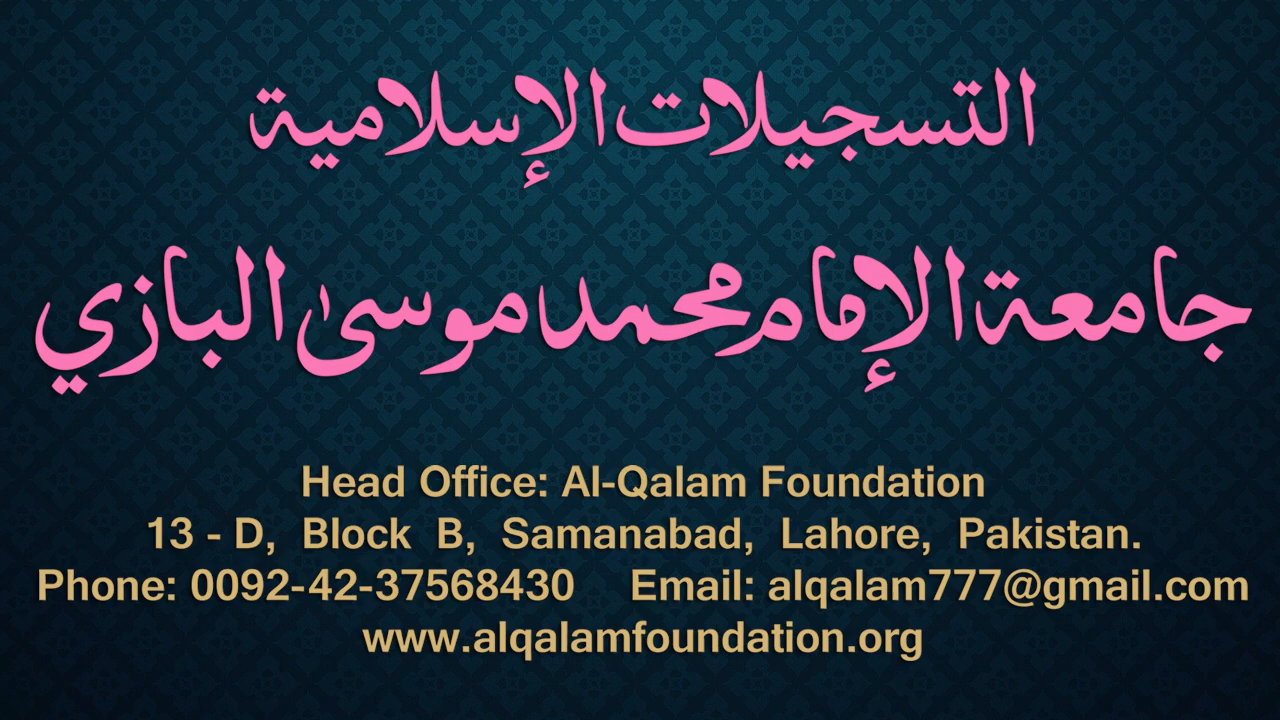 التسجيلات الإسلامية
جامعة الإمام محمد موسىٰ البازي
Head Office: Al-Qalam Foundation
13 - D, Block B, Samanabad, Lahore, Pakistan.
Phone: 0092-42-37568430 Email: alqalam777@gmail.com
www.alqalamfoundation.org